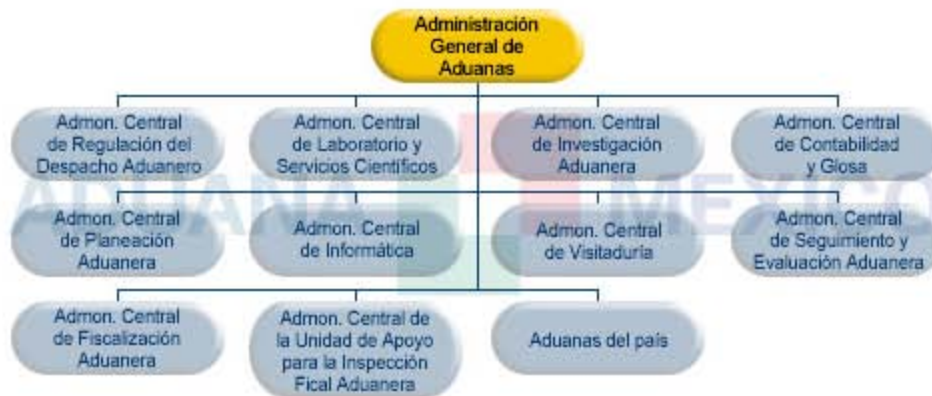 Administración
General de
Aduanas
Admon. Central
de Regulación del
Despacho Aduanero
Admon. Central
de Laboratorio y
Servicios Científicos
Admon. Central
de Investigación
Aduanera
Admon. Central
de Contabilidad
y Glosa
ADUANA MEXICO
Admon. Central
de Planeación
Aduanera
Admon. Central
de Informática
Admon. Central
de Visitaduría
Admon. Central
de Seguimiento y
Evaluación Aduanera
Admon. Central
de Fiscalización
Aduanera
Admon. Central de
la Unidad de Apoyo
para la Inspección
Fical Aduanera
Aduanas del país